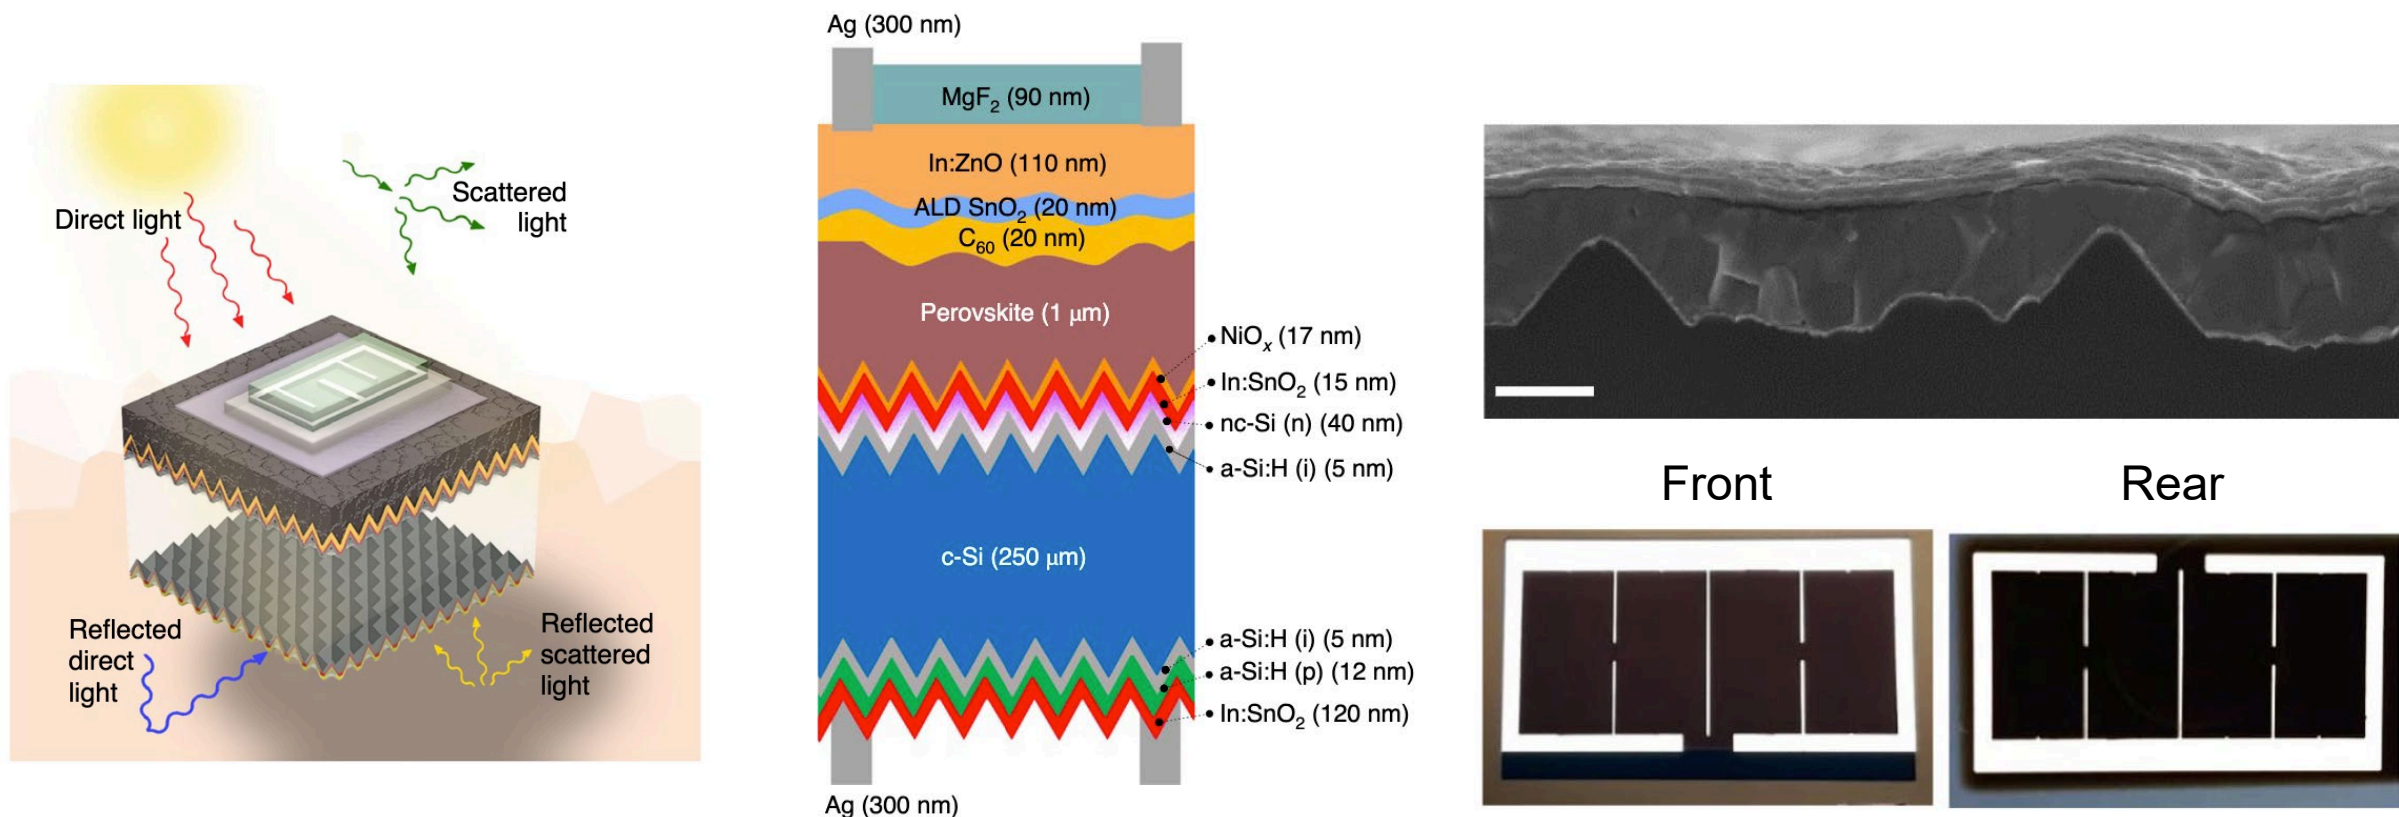 Direct light
Scattered
light
Reflected
direct
light
Reflected
scattered
light
Ag (300 nm)
MgF₂ (90 nm)
In:ZnO (110 nm)
ALD SnO₂ (20 nm)
C₆₀ (20 nm)
Perovskite (1 μm)
NiOₓ (17 nm)
In:SnO₂ (15 nm)
nc-Si (n) (40 nm)
a-Si:H (i) (5 nm)
c-Si (250 μm)
a-Si:H (i) (5 nm)
a-Si:H (p) (12 nm)
In:SnO₂ (120 nm)
Ag (300 nm)
Front
Rear